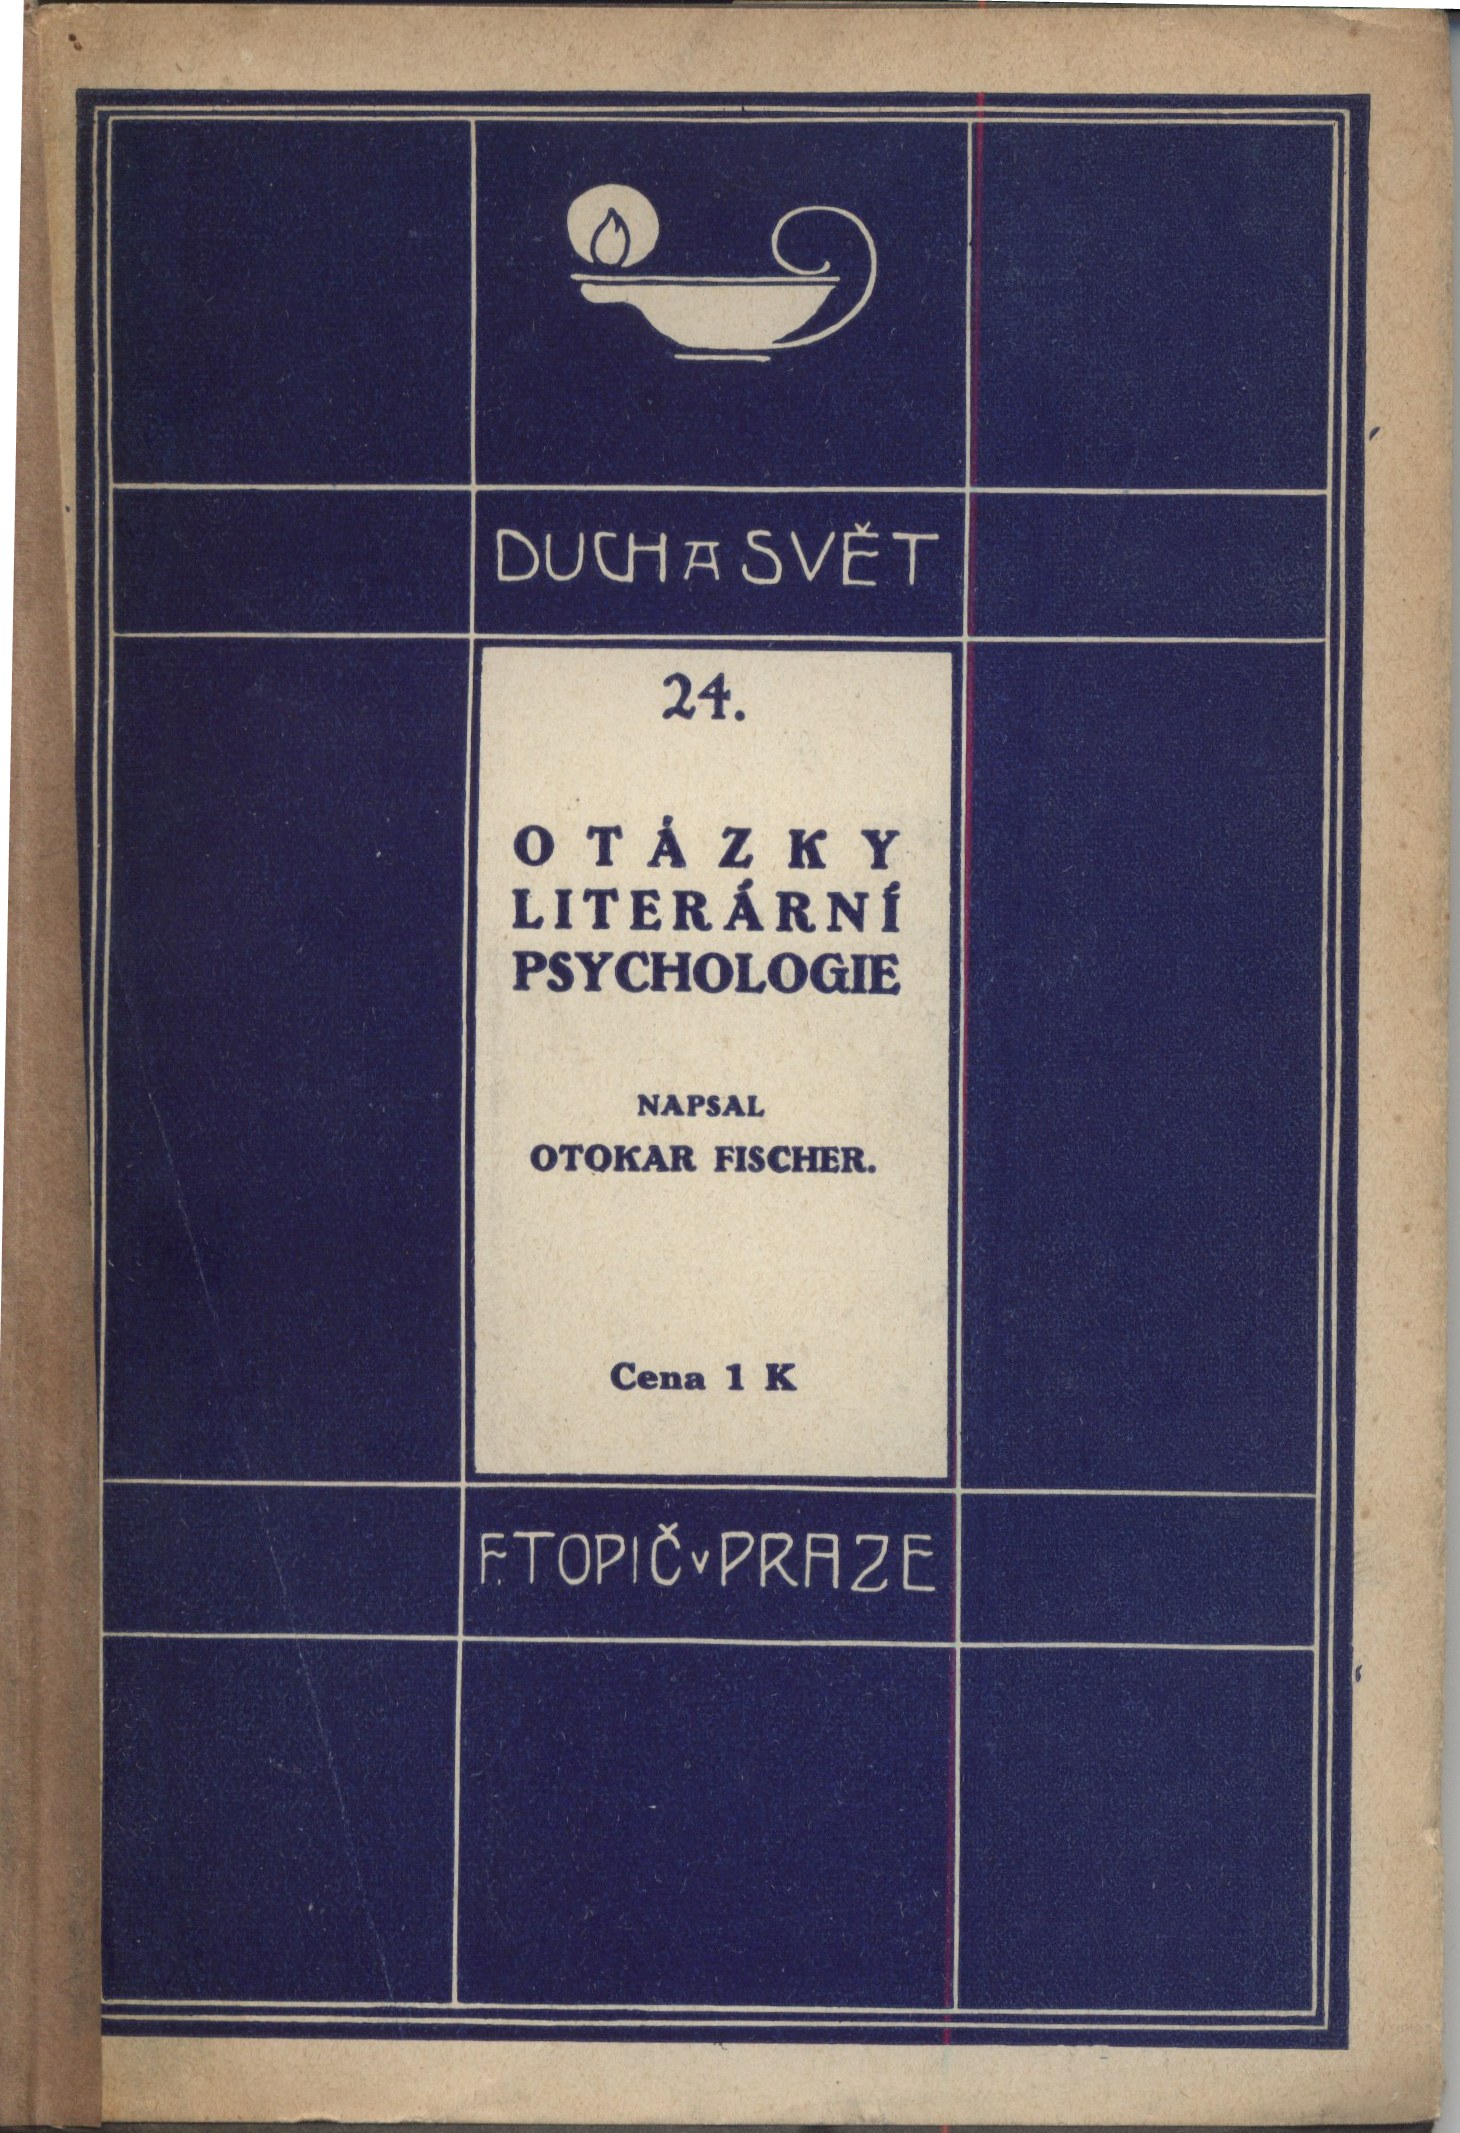 DUCH A SVĚT
24.
OTÁZKY
LITERÁRNÍ
PSYCHOLOGIE
NAPSAL
OTOKAR FISCHER.
Cena 1 K
F. TOPIČ V PRAZE